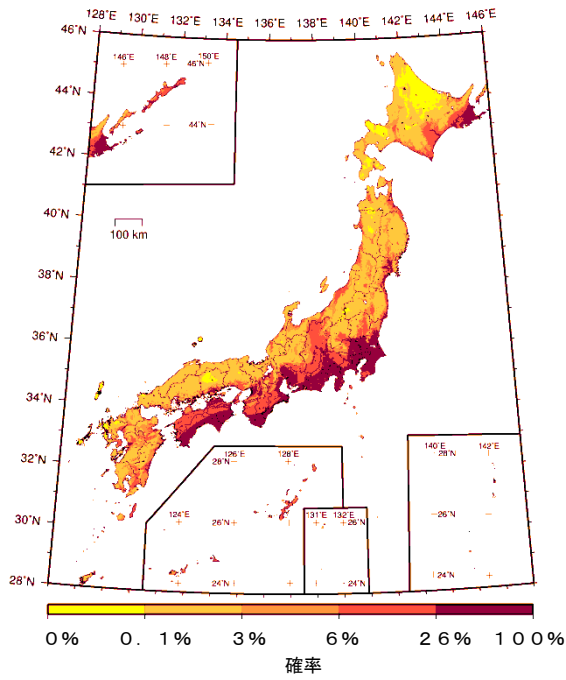 128°E 130°E 132°E 134°E 136°E 138°E 140°E 142°E 144°E 146°E
46°N
146°E 148°E 150°E
46°N
44°N
44°N
42°N
40°N
100 km
38°N
36°N
34°N
32°N
126°E 128°E
28°N
140°E 142°E
28°N
30°N
124°E
26°N
131°E 132°E
26°N
26°N
28°N
24°N
24°N
24°N
0% 0. 1% 3% 6% 26% 100%
確率